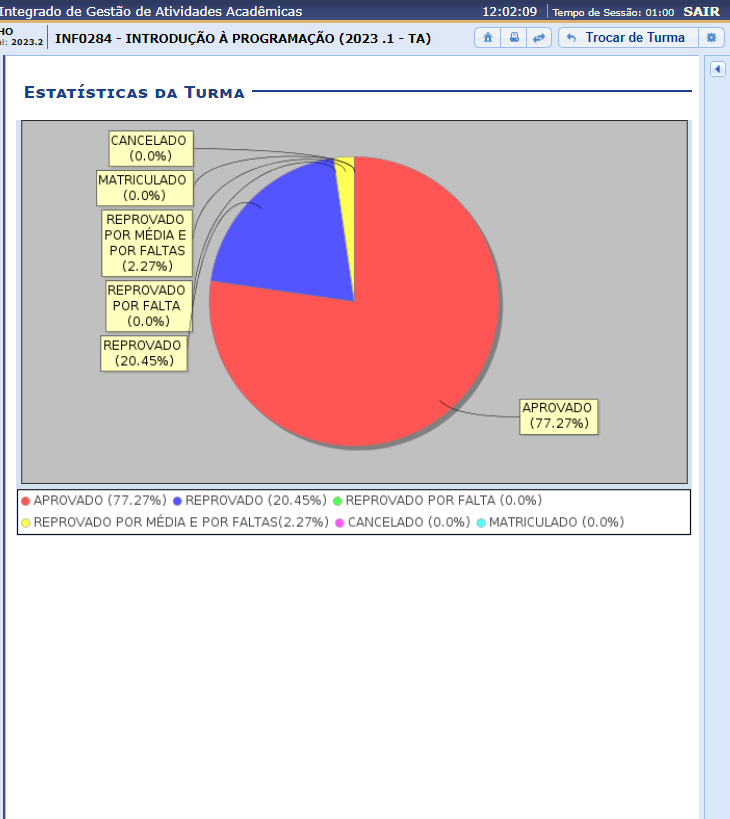 Integrado de Gestão de Atividades Acadêmicas 12:02:09 Tempo de Sessão: 01:00 SAIR
HO
el: 2023.2
INF0284 - INTRODUÇÃO À PROGRAMAÇÃO (2023 .1 - TA) Trocar de Turma
Estatísticas da Turma
CANCELADO
(0.0%)
MATRICULADO
(0.0%)
REPROVADO
POR MÉDIA E
POR FALTAS
(2.27%)
REPROVADO
POR FALTA
(0.0%)
REPROVADO
(20.45%)
APROVADO
(77.27%)
APROVADO (77.27%) REPROVADO (20.45%) REPROVADO POR FALTA (0.0%)
REPROVADO POR MÉDIA E POR FALTAS(2.27%) CANCELADO (0.0%) MATRICULADO (0.0%)